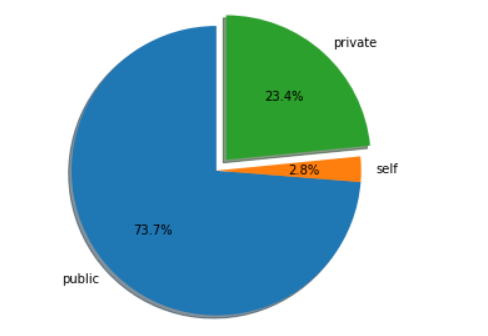 private
23.4%
2.8%
self
73.7%
public